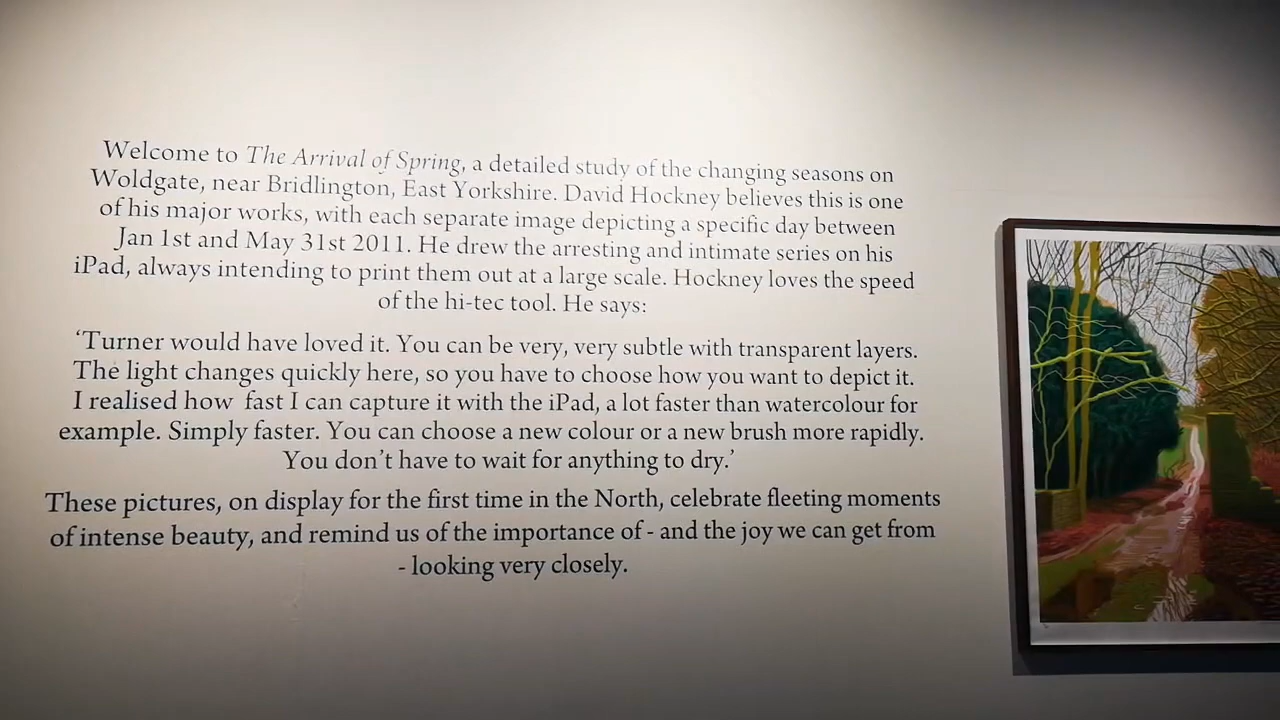 Welcome to The Arrival of Spring, a detailed study of the changing seasons on
Woldgate, near Bridlington, East Yorkshire. David Hockney believes this is one
of his major works, with each separate image depicting a specific day between
Jan 1st and May 31st 2011. He drew the arresting and intimate series on his
iPad, always intending to print them out at a large scale. Hockney loves the speed
of the hi-tec tool. He says:
‘Turner would have loved it. You can be very, very subtle with transparent layers.
The light changes quickly here, so you have to choose how you want to depict it.
I realised how fast I can capture it with the iPad, a lot faster than watercolour for
example. Simply faster. You can choose a new colour or a new brush more rapidly.
You don’t have to wait for anything to dry.’
These pictures, on display for the first time in the North, celebrate fleeting moments
of intense beauty, and remind us of the importance of - and the joy we can get from
- looking very closely.